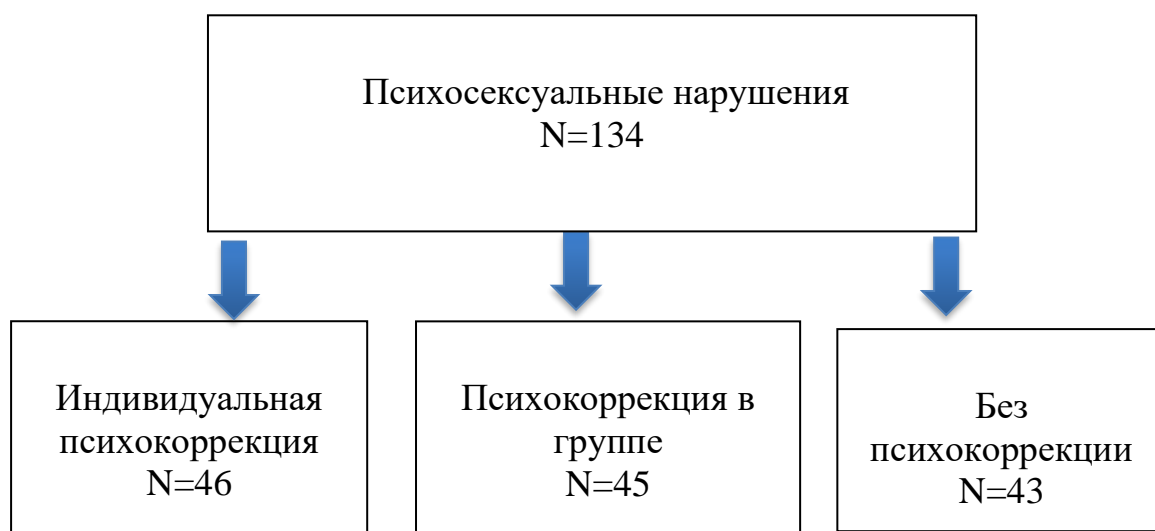 Психосексуальные нарушения
N=134
Индивидуальная
психокоррекция
N=46
Психокоррекция в
группе
N=45
Без
психокоррекции
N=43